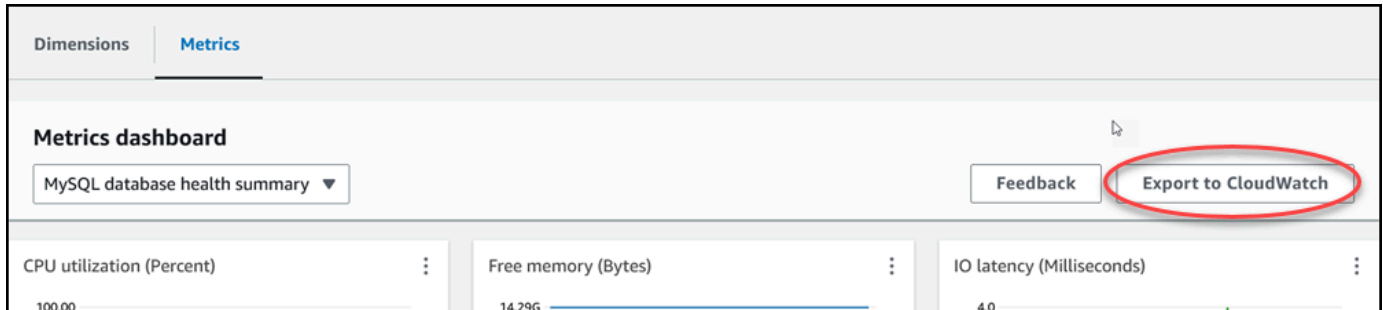 Dimensions Metrics
Metrics dashboard
MySQL database health summary Feedback Export to CloudWatch
CPU utilization (Percent) Free memory (Bytes) IO latency (Milliseconds)
100.00 14.29G 4.0